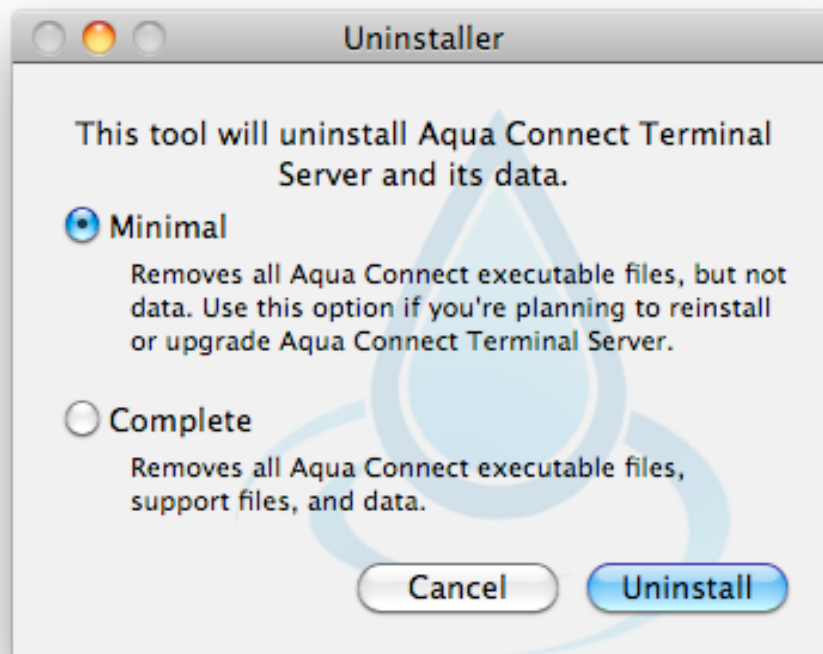 Uninstaller
This tool will uninstall Aqua Connect Terminal
Server and its data.
Minimal
Removes all Aqua Connect executable files, but not
data. Use this option if you're planning to reinstall
or upgrade Aqua Connect Terminal Server.
Complete
Removes all Aqua Connect executable files,
support files, and data.
Cancel Uninstall